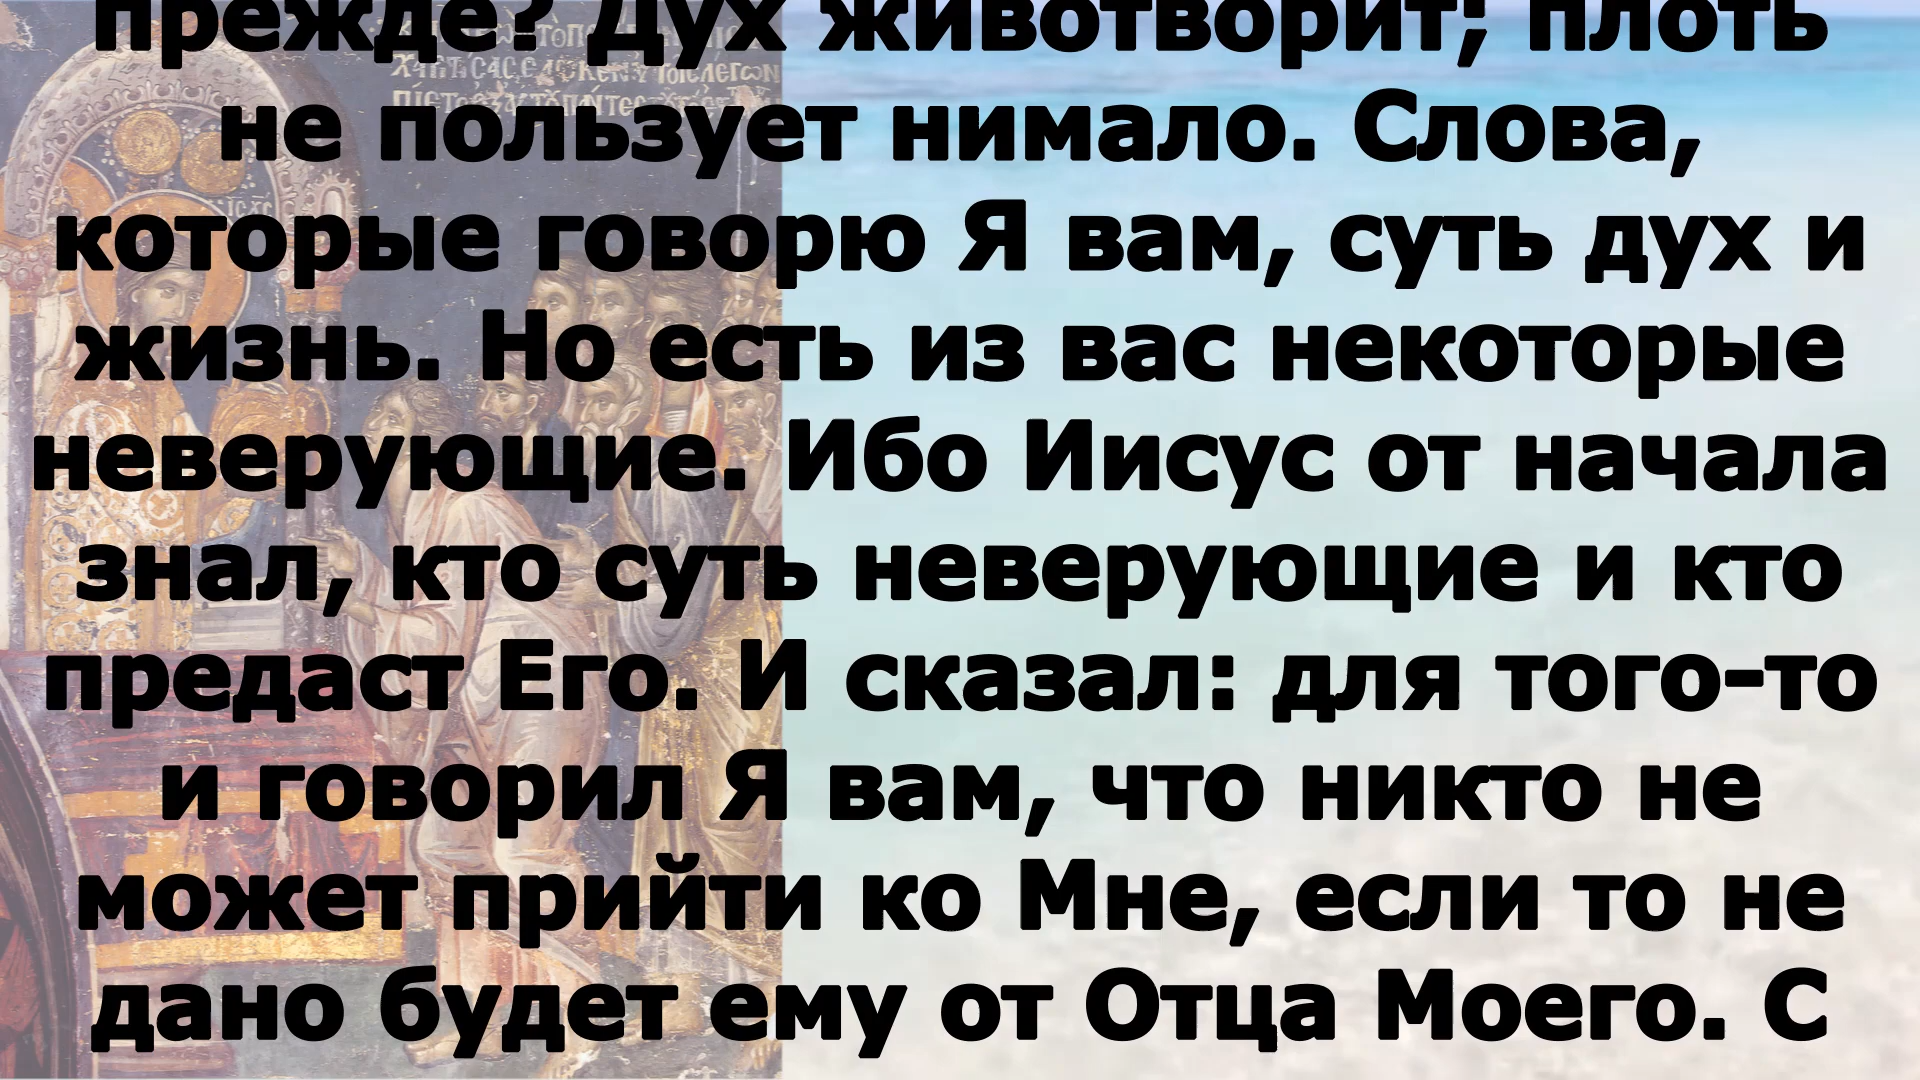 прежде? Дух животворит; плоть
не пользует нимало. Слова,
которые говорю Я вам, суть дух и
жизнь. Но есть из вас некоторые
неверующие. Ибо Иисус от начала
знал, кто суть неверующие и кто
предаст Его. И сказал: для того-то
и говорил Я вам, что никто не
может прийти ко Мне, если то не
дано будет ему от Отца Моего. С